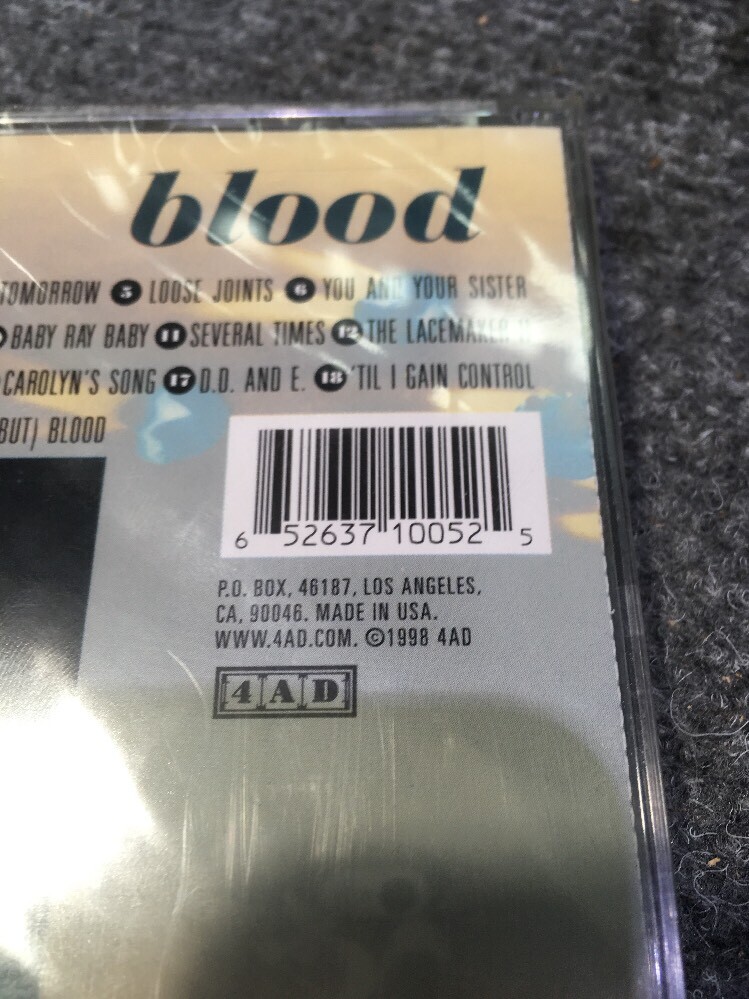 blood
TOMORROW 5 LOOSE JOINTS 6 YOU AND YOUR SISTER
BABY RAY BABY 11 SEVERAL TIMES 12 THE LACEMAKER II
CAROLYN'S SONG 17 D.D. AND E. 18 'TIL I GAIN CONTROL
BUT) BLOOD
6 52637 10052 5
P.O. BOX, 46187, LOS ANGELES,
CA, 90046. MADE IN USA.
WWW.4AD.COM. ©1998 4AD
4AD